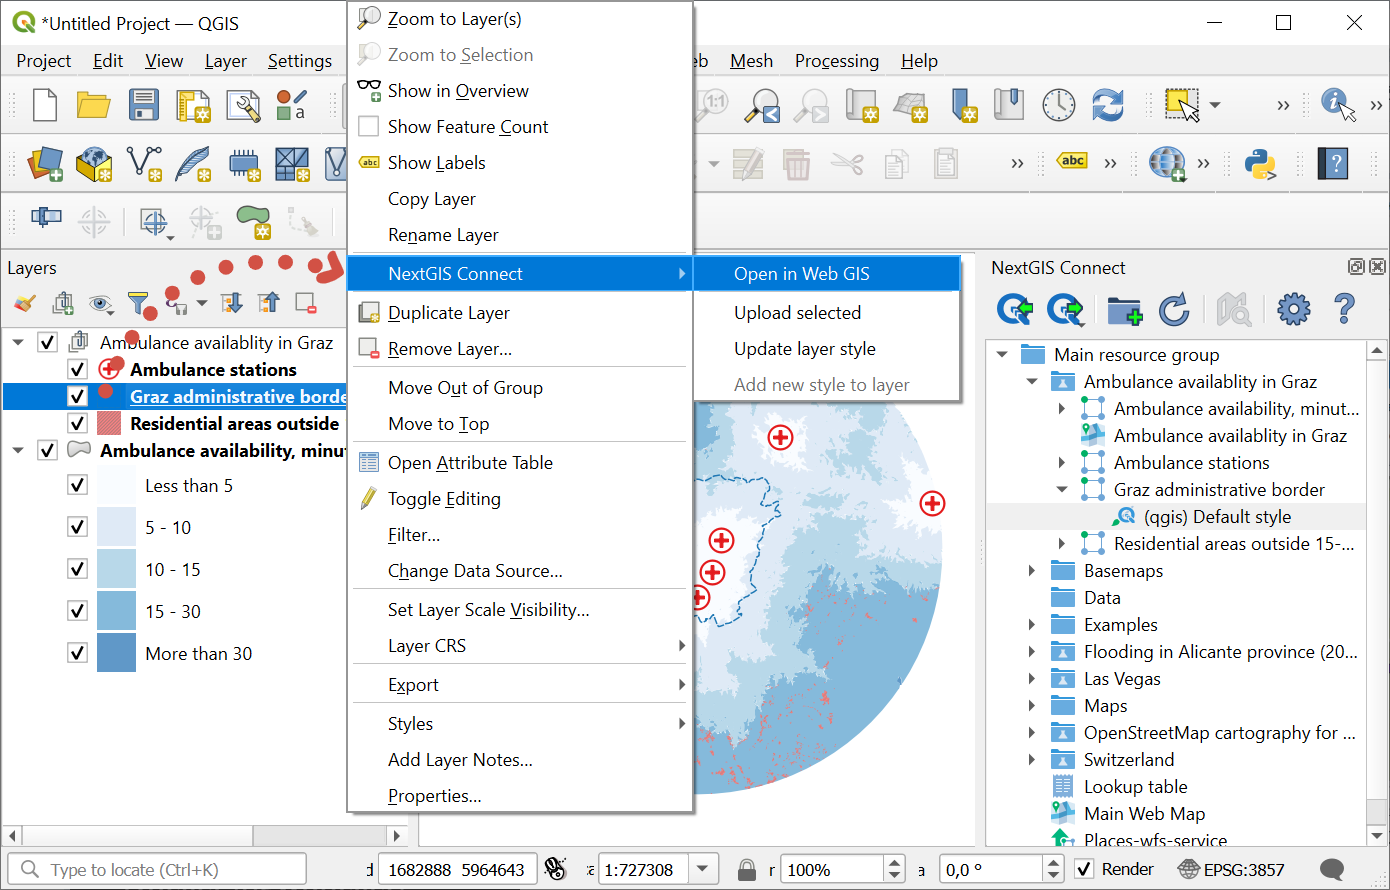 *Untitled Project — QGIS
Project Edit View Layer Settings
eb Mesh Processing Help
Zoom to Layer(s)
Zoom to Selection
Show in Overview
Show Feature Count
Show Labels
Copy Layer
Rename Layer
NextGIS Connect
Duplicate Layer
Remove Layer...
Move Out of Group
Move to Top
Open Attribute Table
Toggle Editing
Filter...
Change Data Source...
Set Layer Scale Visibility...
Layer CRS
Export
Styles
Add Layer Notes...
Properties...
Open in Web GIS
Upload selected
Update layer style
Add new style to layer
1:1
abc
abc
a
Layers
Ambulance availablity in Graz
Ambulance stations
Graz administrative borde
Residential areas outside
Ambulance availability, minut
Less than 5
5 - 10
10 - 15
15 - 30
More than 30
NextGIS Connect
Main resource group
Ambulance availablity in Graz
Ambulance availability, minut...
Ambulance availablity in Graz
Ambulance stations
Graz administrative border
(qgis) Default style
Residential areas outside 15-...
Basemaps
Data
Examples
Flooding in Alicante province (20...
Las Vegas
Maps
OpenStreetMap cartography for ...
Switzerland
Lookup table
Main Web Map
Places-wfs-service
Type to locate (Ctrl+K)
d 1682888 5964643
1:727308
r 100%
a 0,0 °
Render
EPSG:3857